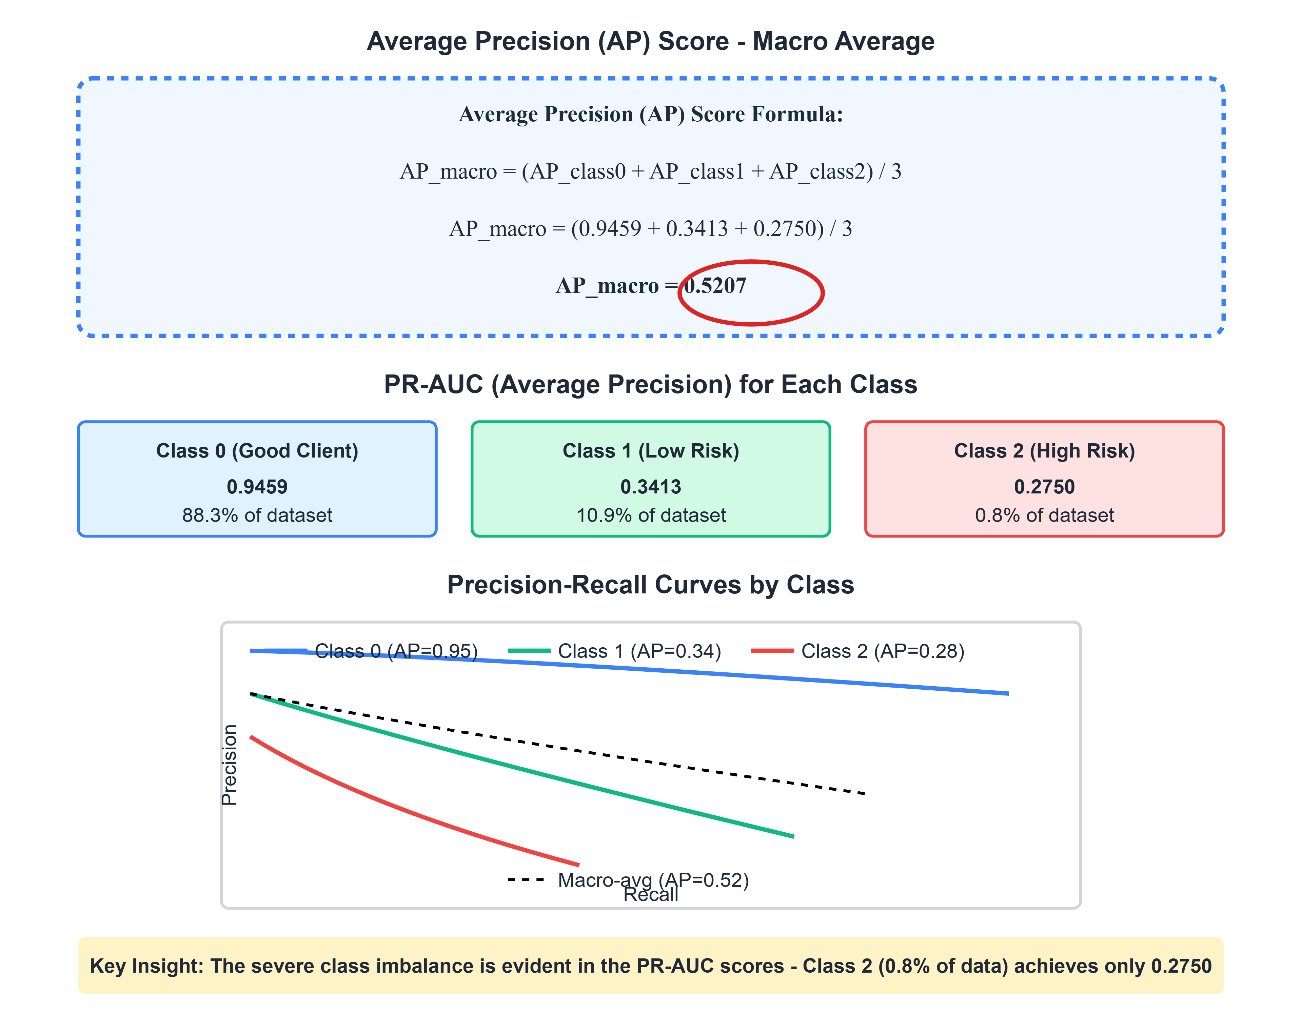 Average Precision (AP) Score - Macro Average
Average Precision (AP) Score Formula:
AP_macro = (AP_class0 + AP_class1 + AP_class2) / 3
AP_macro = (0.9459 + 0.3413 + 0.2750) / 3
AP_macro = 0.5207
PR-AUC (Average Precision) for Each Class
Class 0 (Good Client)
0.9459
88.3% of dataset
Class 1 (Low Risk)
0.3413
10.9% of dataset
Class 2 (High Risk)
0.2750
0.8% of dataset
Precision-Recall Curves by Class
Class 0 (AP=0.95)
Class 1 (AP=0.34)
Class 2 (AP=0.28)
Precision
Macro-avg (AP=0.52)
Recall
Key Insight: The severe class imbalance is evident in the PR-AUC scores - Class 2 (0.8% of data) achieves only 0.2750